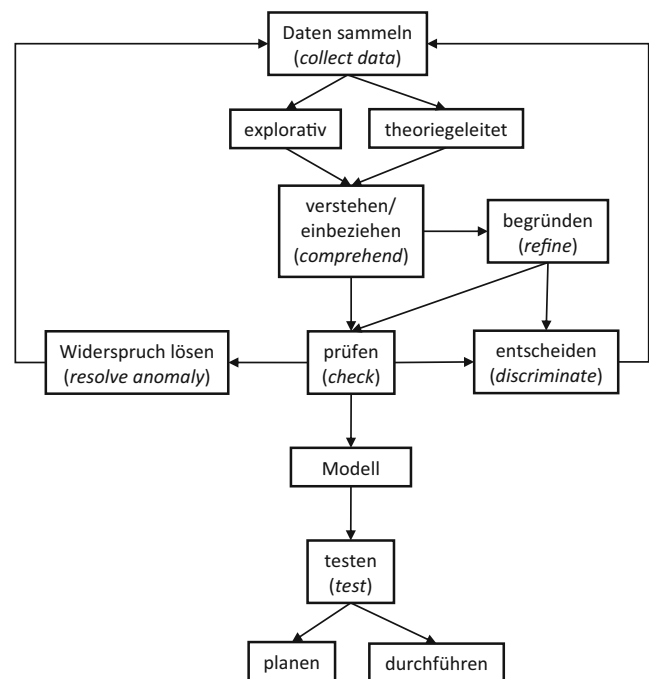 Daten sammeln
(collect data)
explorativ
theoriegeleitet
verstehen/
einbeziehen
(comprehend)
begründen
(refine)
Widerspruch lösen
(resolve anomaly)
prüfen
(check)
entscheiden
(discriminate)
Modell
testen
(test)
planen
durchführen